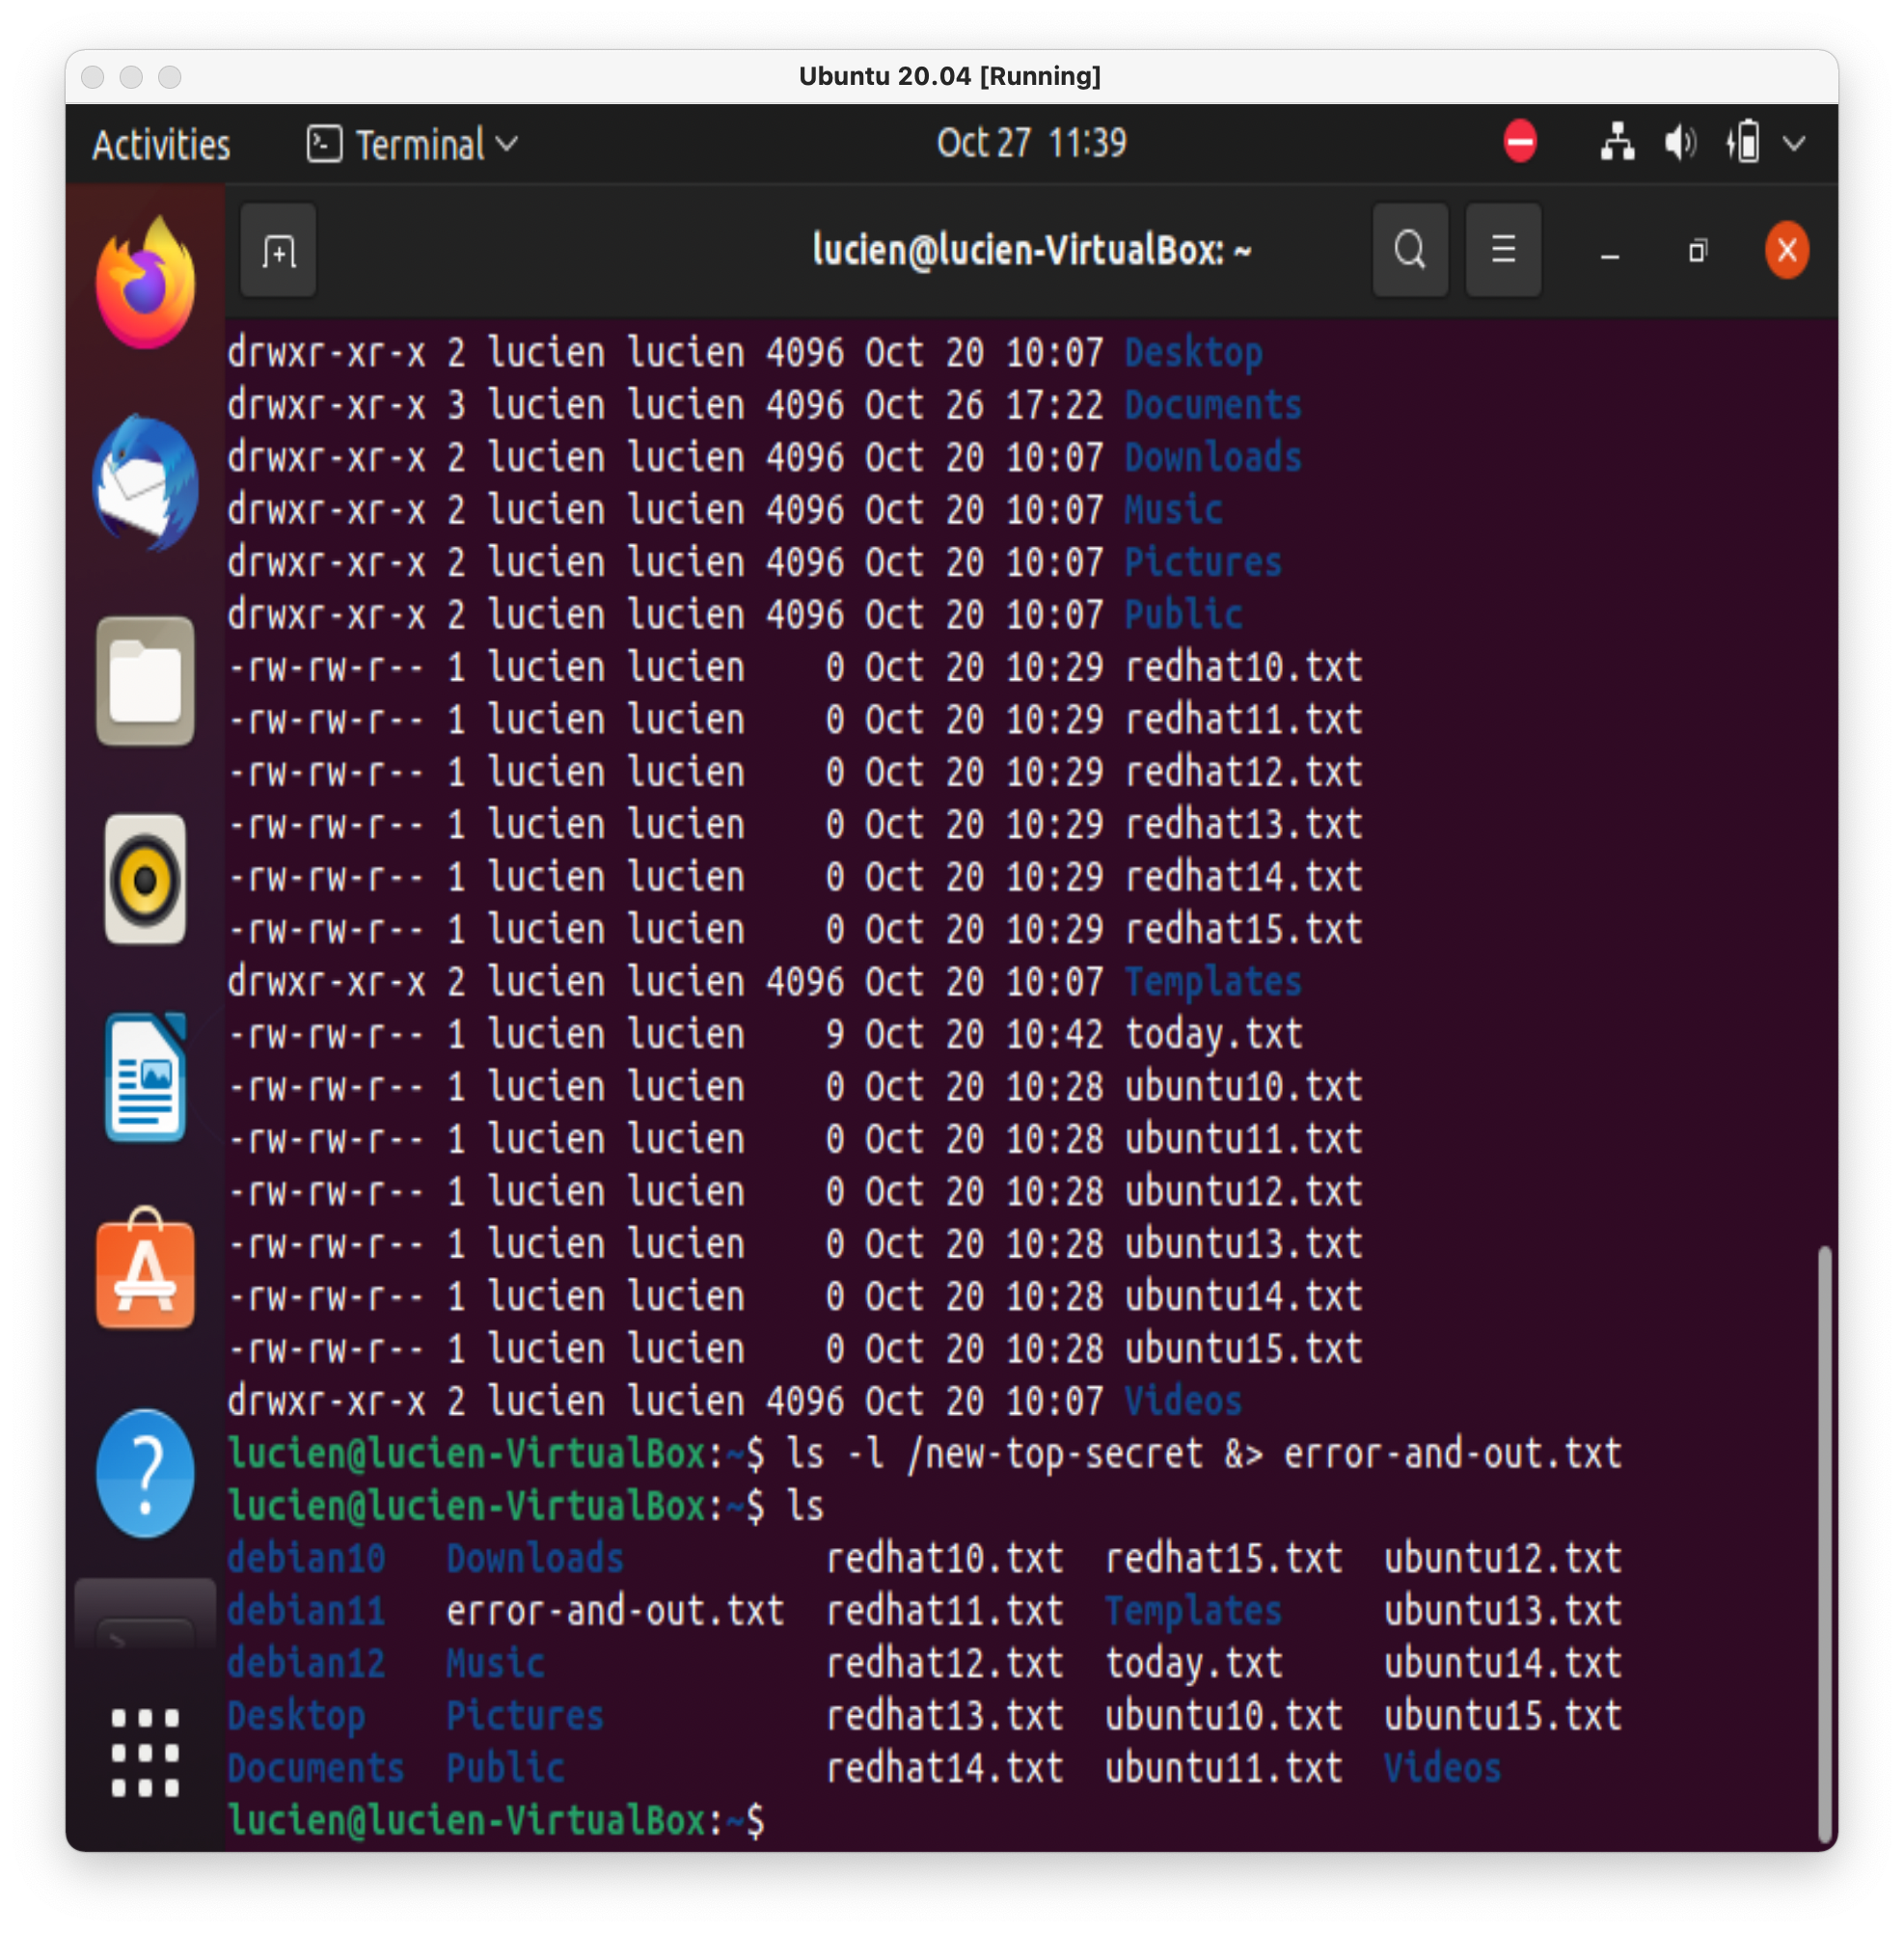 Ubuntu 20.04 [Running]
Activities Terminal Oct 27 11:39
lucien@lucien-VirtualBox: ~
drwxr-xr-x 2 lucien lucien 4096 Oct 20 10:07 Desktop
drwxr-xr-x 3 lucien lucien 4096 Oct 26 17:22 Documents
drwxr-xr-x 2 lucien lucien 4096 Oct 20 10:07 Downloads
drwxr-xr-x 2 lucien lucien 4096 Oct 20 10:07 Music
drwxr-xr-x 2 lucien lucien 4096 Oct 20 10:07 Pictures
drwxr-xr-x 2 lucien lucien 4096 Oct 20 10:07 Public
-rw-rw-r-- 1 lucien lucien    0 Oct 20 10:29 redhat10.txt
-rw-rw-r-- 1 lucien lucien    0 Oct 20 10:29 redhat11.txt
-rw-rw-r-- 1 lucien lucien    0 Oct 20 10:29 redhat12.txt
-rw-rw-r-- 1 lucien lucien    0 Oct 20 10:29 redhat13.txt
-rw-rw-r-- 1 lucien lucien    0 Oct 20 10:29 redhat14.txt
-rw-rw-r-- 1 lucien lucien    0 Oct 20 10:29 redhat15.txt
drwxr-xr-x 2 lucien lucien 4096 Oct 20 10:07 Templates
-rw-rw-r-- 1 lucien lucien    9 Oct 20 10:42 today.txt
-rw-rw-r-- 1 lucien lucien    0 Oct 20 10:28 ubuntu10.txt
-rw-rw-r-- 1 lucien lucien    0 Oct 20 10:28 ubuntu11.txt
-rw-rw-r-- 1 lucien lucien    0 Oct 20 10:28 ubuntu12.txt
-rw-rw-r-- 1 lucien lucien    0 Oct 20 10:28 ubuntu13.txt
-rw-rw-r-- 1 lucien lucien    0 Oct 20 10:28 ubuntu14.txt
-rw-rw-r-- 1 lucien lucien    0 Oct 20 10:28 ubuntu15.txt
drwxr-xr-x 2 lucien lucien 4096 Oct 20 10:07 Videos
lucien@lucien-VirtualBox:~$ ls -l /new-top-secret &> error-and-out.txt
lucien@lucien-VirtualBox:~$ ls
debian10   Downloads          redhat10.txt  redhat15.txt  ubuntu12.txt
debian11   error-and-out.txt  redhat11.txt  Templates     ubuntu13.txt
debian12   Music              redhat12.txt  today.txt     ubuntu14.txt
Desktop    Pictures           redhat13.txt  ubuntu10.txt  ubuntu15.txt
Documents  Public             redhat14.txt  ubuntu11.txt  Videos
lucien@lucien-VirtualBox:~$